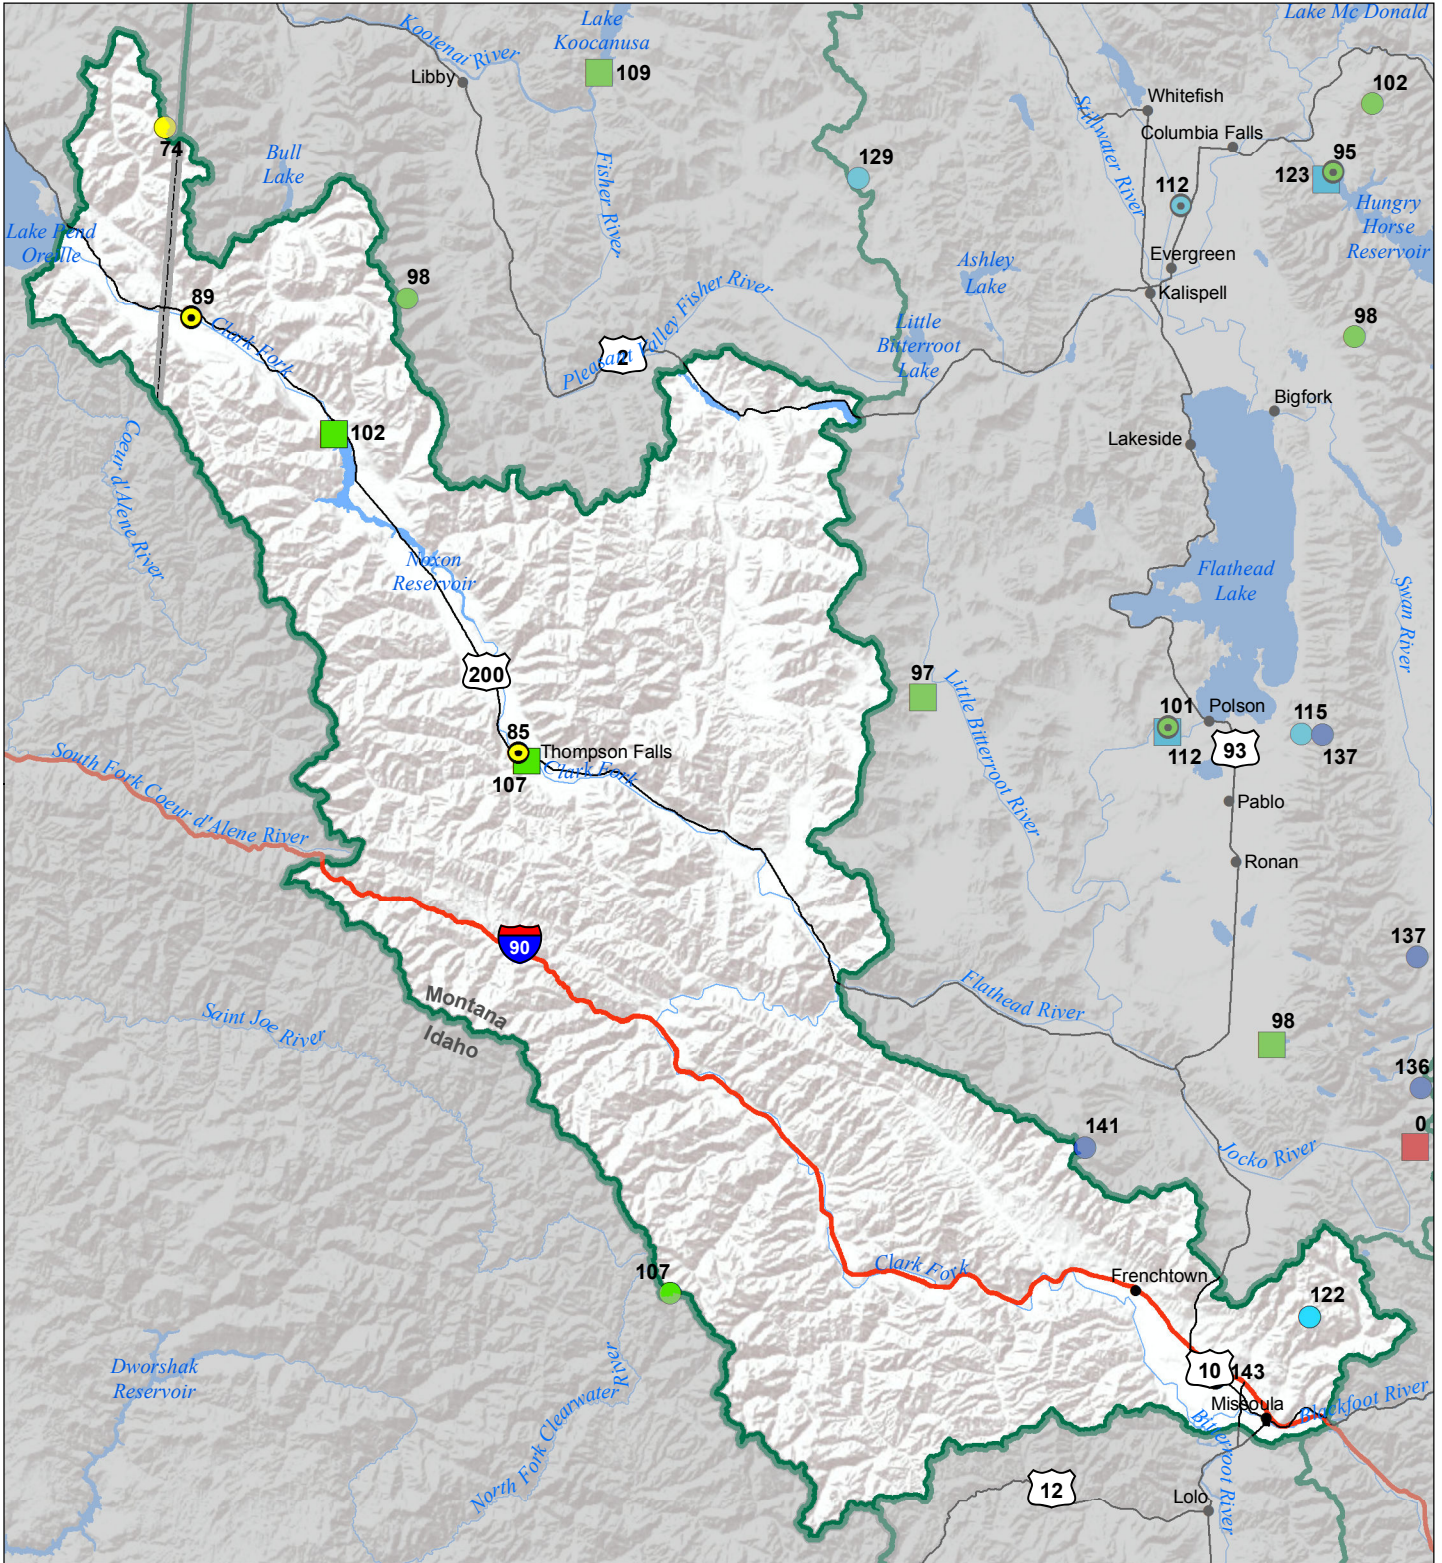 Lake Mc Donald
Lake
Koocanusa
109
Kootenai River
Libby
102
Whitefish
Columbia Falls
Stillwater River
74
Bull
Lake
Fisher River
129
95
123
112
Hungry
Horse
Reservoir
Lake Pend
Oreille
Evergreen
Ashley
Lake
Kalispell
98
89
Clark Fork
Pleasant Valley Fisher River
2
Little
Bitterroot
Lake
98
Bigfork
102
Lakeside
Coeur d'Alene River
Noxon
Reservoir
Flathead
Lake
Swan River
200
97
Little Bitterroot River
101
112
Polson
93
115
137
85
Thompson Falls
107
Clark Fork
South Fork Coeur d'Alene River
Pablo
Ronan
90
137
Montana
Idaho
Saint Joe River
Flathead River
98
136
0
141
Jocko River
107
Clark Fork
Frenchtown
122
Dworshak
Reservoir
10
143
Missoula
Blackfoot River
Bitterroot River
North Fork Clearwater
River
12
Lolo